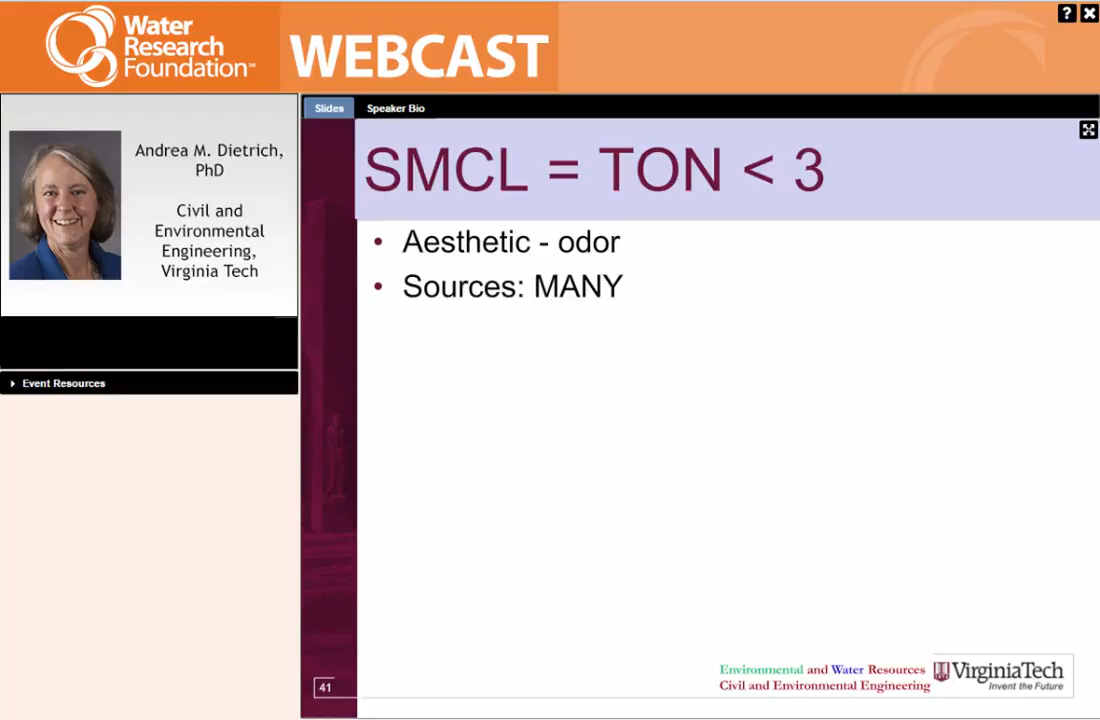 Water
Research
Foundation℠
WEBCAST
? ×
Andrea M. Dietrich,
PhD
Civil and
Environmental
Engineering,
Virginia Tech
Event Resources
Slides
Speaker Bio
SMCL = TON < 3
• Aesthetic - odor
• Sources: MANY
41
Environmental and Water Resources
Civil and Environmental Engineering
VirginiaTech
Invent the Future